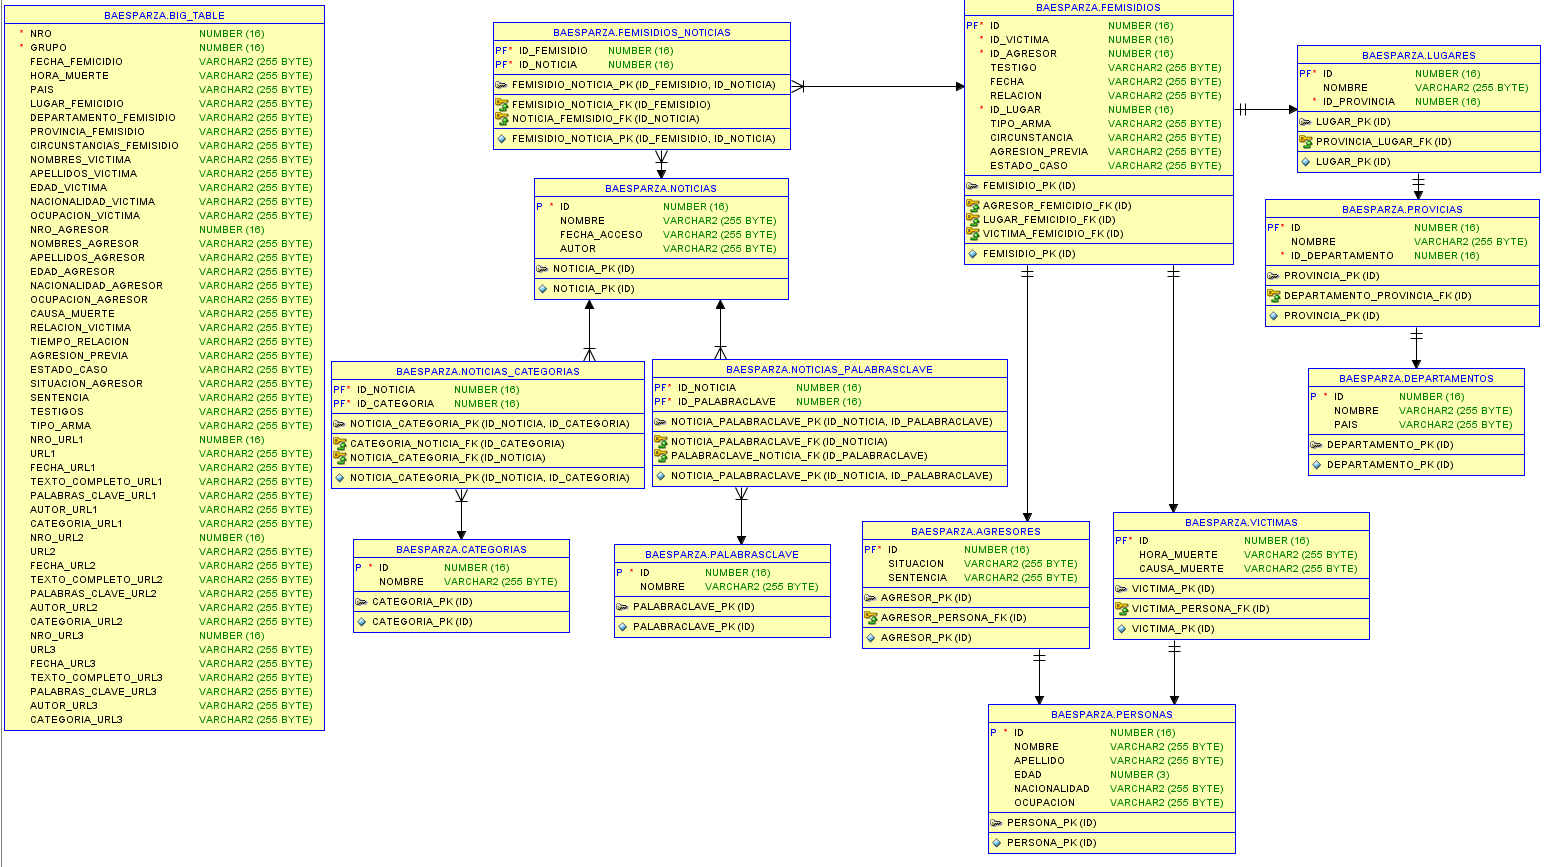 BAESPARZA.BIG_TABLE
* NRO NUMBER (16)
* GRUPO NUMBER (16)
FECHA_FEMICIDIO VARCHAR2 (255 BYTE)
HORA_MUERTE VARCHAR2 (255 BYTE)
PAIS VARCHAR2 (255 BYTE)
LUGAR_FEMICIDIO VARCHAR2 (255 BYTE)
DEPARTAMENTO_FEMISIDIO VARCHAR2 (255 BYTE)
PROVINCIA_FEMISIDIO VARCHAR2 (255 BYTE)
CIRCUNSTANCIAS_FEMISIDIO VARCHAR2 (255 BYTE)
NOMBRES_VICTIMA VARCHAR2 (255 BYTE)
APELLIDOS_VICTIMA VARCHAR2 (255 BYTE)
EDAD_VICTIMA VARCHAR2 (255 BYTE)
NACIONALIDAD_VICTIMA VARCHAR2 (255 BYTE)
OCUPACION_VICTIMA VARCHAR2 (255 BYTE)
NRO_AGRESOR NUMBER (16)
NOMBRES_AGRESOR VARCHAR2 (255 BYTE)
APELLIDOS_AGRESOR VARCHAR2 (255 BYTE)
EDAD_AGRESOR VARCHAR2 (255 BYTE)
NACIONALIDAD_AGRESOR VARCHAR2 (255 BYTE)
OCUPACION_AGRESOR VARCHAR2 (255 BYTE)
CAUSA_MUERTE VARCHAR2 (255 BYTE)
RELACION_VICTIMA VARCHAR2 (255 BYTE)
TIEMPO_RELACION VARCHAR2 (255 BYTE)
AGRESION_PREVIA VARCHAR2 (255 BYTE)
ESTADO_CASO VARCHAR2 (255 BYTE)
SITUACION_AGRESOR VARCHAR2 (255 BYTE)
SENTENCIA VARCHAR2 (255 BYTE)
TESTIGOS VARCHAR2 (255 BYTE)
TIPO_ARMA VARCHAR2 (255 BYTE)
NRO_URL1 NUMBER (16)
URL1 VARCHAR2 (255 BYTE)
FECHA_URL1 VARCHAR2 (255 BYTE)
TEXTO_COMPLETO_URL1 VARCHAR2 (255 BYTE)
PALABRAS_CLAVE_URL1 VARCHAR2 (255 BYTE)
AUTOR_URL1 VARCHAR2 (255 BYTE)
CATEGORIA_URL1 VARCHAR2 (255 BYTE)
NRO_URL2 NUMBER (16)
URL2 VARCHAR2 (255 BYTE)
FECHA_URL2 VARCHAR2 (255 BYTE)
TEXTO_COMPLETO_URL2 VARCHAR2 (255 BYTE)
PALABRAS_CLAVE_URL2 VARCHAR2 (255 BYTE)
AUTOR_URL2 VARCHAR2 (255 BYTE)
CATEGORIA_URL2 VARCHAR2 (255 BYTE)
NRO_URL3 NUMBER (16)
URL3 VARCHAR2 (255 BYTE)
FECHA_URL3 VARCHAR2 (255 BYTE)
TEXTO_COMPLETO_URL3 VARCHAR2 (255 BYTE)
PALABRAS_CLAVE_URL3 VARCHAR2 (255 BYTE)
AUTOR_URL3 VARCHAR2 (255 BYTE)
CATEGORIA_URL3 VARCHAR2 (255 BYTE)
BAESPARZA.FEMISIDIOS_NOTICIAS
PF* ID_FEMISIDIO NUMBER (16)
PF* ID_NOTICIA NUMBER (16)
FEMISIDIO_NOTICIA_PK (ID_FEMISIDIO, ID_NOTICIA)
FEMISIDIO_NOTICIA_FK (ID_FEMISIDIO)
NOTICIA_FEMISIDIO_FK (ID_NOTICIA)
FEMISIDIO_NOTICIA_PK (ID_FEMISIDIO, ID_NOTICIA)
BAESPARZA.NOTICIAS
P * ID NUMBER (16)
NOMBRE VARCHAR2 (255 BYTE)
FECHA_ACCESO VARCHAR2 (255 BYTE)
AUTOR VARCHAR2 (255 BYTE)
NOTICIA_PK (ID)
NOTICIA_PK (ID)
BAESPARZA.NOTICIAS_CATEGORIAS
PF* ID_NOTICIA NUMBER (16)
PF* ID_CATEGORIA NUMBER (16)
NOTICIA_CATEGORIA_PK (ID_NOTICIA, ID_CATEGORIA)
CATEGORIA_NOTICIA_FK (ID_CATEGORIA)
NOTICIA_CATEGORIA_FK (ID_NOTICIA)
NOTICIA_CATEGORIA_PK (ID_NOTICIA, ID_CATEGORIA)
BAESPARZA.NOTICIAS_PALABRASCLAVE
PF* ID_NOTICIA NUMBER (16)
PF* ID_PALABRACLAVE NUMBER (16)
NOTICIA_PALABRACLAVE_PK (ID_NOTICIA, ID_PALABRACLAVE)
NOTICIA_PALABRACLAVE_FK (ID_NOTICIA)
PALABRACLAVE_NOTICIA_FK (ID_PALABRACLAVE)
NOTICIA_PALABRACLAVE_PK (ID_NOTICIA, ID_PALABRACLAVE)
BAESPARZA.CATEGORIAS
P * ID NUMBER (16)
NOMBRE VARCHAR2 (255 BYTE)
CATEGORIA_PK (ID)
CATEGORIA_PK (ID)
BAESPARZA.PALABRASCLAVE
P * ID NUMBER (16)
NOMBRE VARCHAR2 (255 BYTE)
PALABRACLAVE_PK (ID)
PALABRACLAVE_PK (ID)
BAESPARZA.FEMISIDIOS
PF* ID NUMBER (16)
* ID_VICTIMA NUMBER (16)
* ID_AGRESOR NUMBER (16)
TESTIGO VARCHAR2 (255 BYTE)
FECHA VARCHAR2 (255 BYTE)
RELACION VARCHAR2 (255 BYTE)
* ID_LUGAR NUMBER (16)
TIPO_ARMA VARCHAR2 (255 BYTE)
CIRCUNSTANCIA VARCHAR2 (255 BYTE)
AGRESION_PREVIA VARCHAR2 (255 BYTE)
ESTADO_CASO VARCHAR2 (255 BYTE)
FEMISIDIO_PK (ID)
AGRESOR_FEMICIDIO_FK (ID)
LUGAR_FEMICIDIO_FK (ID)
VICTIMA_FEMICIDIO_FK (ID)
FEMISIDIO_PK (ID)
BAESPARZA.LUGARES
PF* ID NUMBER (16)
NOMBRE VARCHAR2 (255 BYTE)
* ID_PROVINCIA NUMBER (16)
LUGAR_PK (ID)
PROVINCIA_LUGAR_FK (ID)
LUGAR_PK (ID)
BAESPARZA.PROVICIAS
PF* ID NUMBER (16)
NOMBRE VARCHAR2 (255 BYTE)
* ID_DEPARTAMENTO NUMBER (16)
PROVINCIA_PK (ID)
DEPARTAMENTO_PROVINCIA_FK (ID)
PROVINCIA_PK (ID)
BAESPARZA.DEPARTAMENTOS
P * ID NUMBER (16)
NOMBRE VARCHAR2 (255 BYTE)
PAIS VARCHAR2 (255 BYTE)
DEPARTAMENTO_PK (ID)
DEPARTAMENTO_PK (ID)
BAESPARZA.AGRESORES
PF* ID NUMBER (16)
SITUACION VARCHAR2 (255 BYTE)
SENTENCIA VARCHAR2 (255 BYTE)
AGRESOR_PK (ID)
AGRESOR_PERSONA_FK (ID)
AGRESOR_PK (ID)
BAESPARZA.VICTIMAS
PF* ID NUMBER (16)
HORA_MUERTE VARCHAR2 (255 BYTE)
CAUSA_MUERTE VARCHAR2 (255 BYTE)
VICTIMA_PK (ID)
VICTIMA_PERSONA_FK (ID)
VICTIMA_PK (ID)
BAESPARZA.PERSONAS
P * ID NUMBER (16)
NOMBRE VARCHAR2 (255 BYTE)
APELLIDO VARCHAR2 (255 BYTE)
EDAD NUMBER (3)
NACIONALIDAD VARCHAR2 (255 BYTE)
OCUPACION VARCHAR2 (255 BYTE)
PERSONA_PK (ID)
PERSONA_PK (ID)